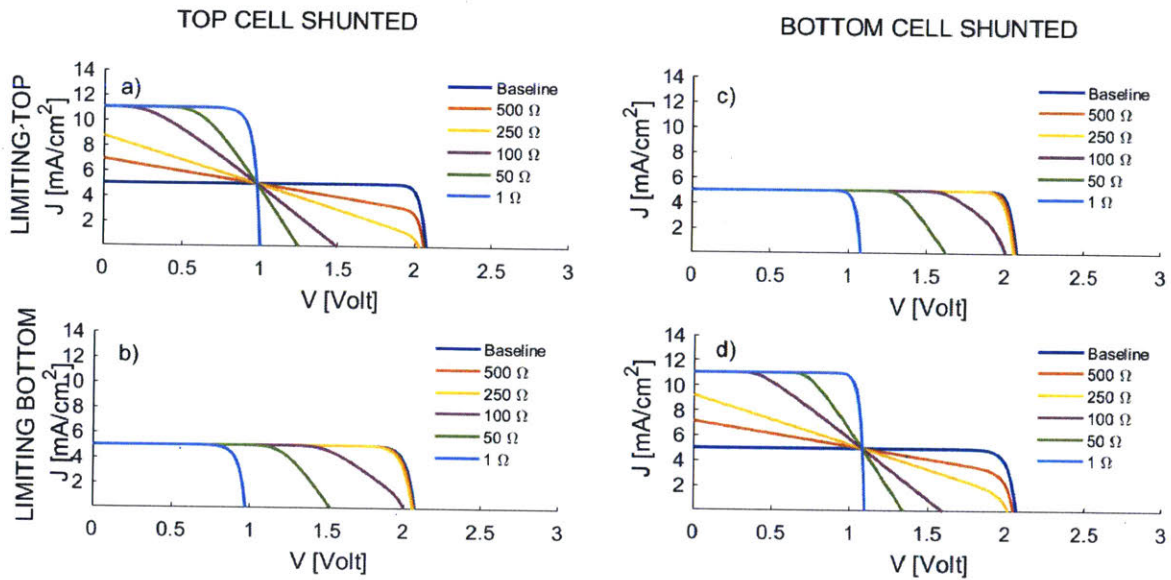 TOP CELL SHUNTED
BOTTOM CELL SHUNTED
LIMITING-TOP
a)
J [mA/cm²]
14
12
10
8
6
4
2
0
0.5
1
1.5
2
2.5
3
V [Volt]
Baseline
500 Ω
250 Ω
100 Ω
50 Ω
1 Ω
c)
J [mA/cm²]
14
12
10
8
6
4
2
0
0.5
1
1.5
2
2.5
3
V [Volt]
Baseline
500 Ω
250 Ω
100 Ω
50 Ω
1 Ω
LIMITING BOTTOM
b)
J [mA/cm²]
14
12
10
8
6
4
2
0
0.5
1
1.5
2
2.5
3
V [Volt]
Baseline
500 Ω
250 Ω
100 Ω
50 Ω
1 Ω
d)
J [mA/cm²]
14
12
10
8
6
4
2
0
0.5
1
1.5
2
2.5
3
V [Volt]
Baseline
500 Ω
250 Ω
100 Ω
50 Ω
1 Ω